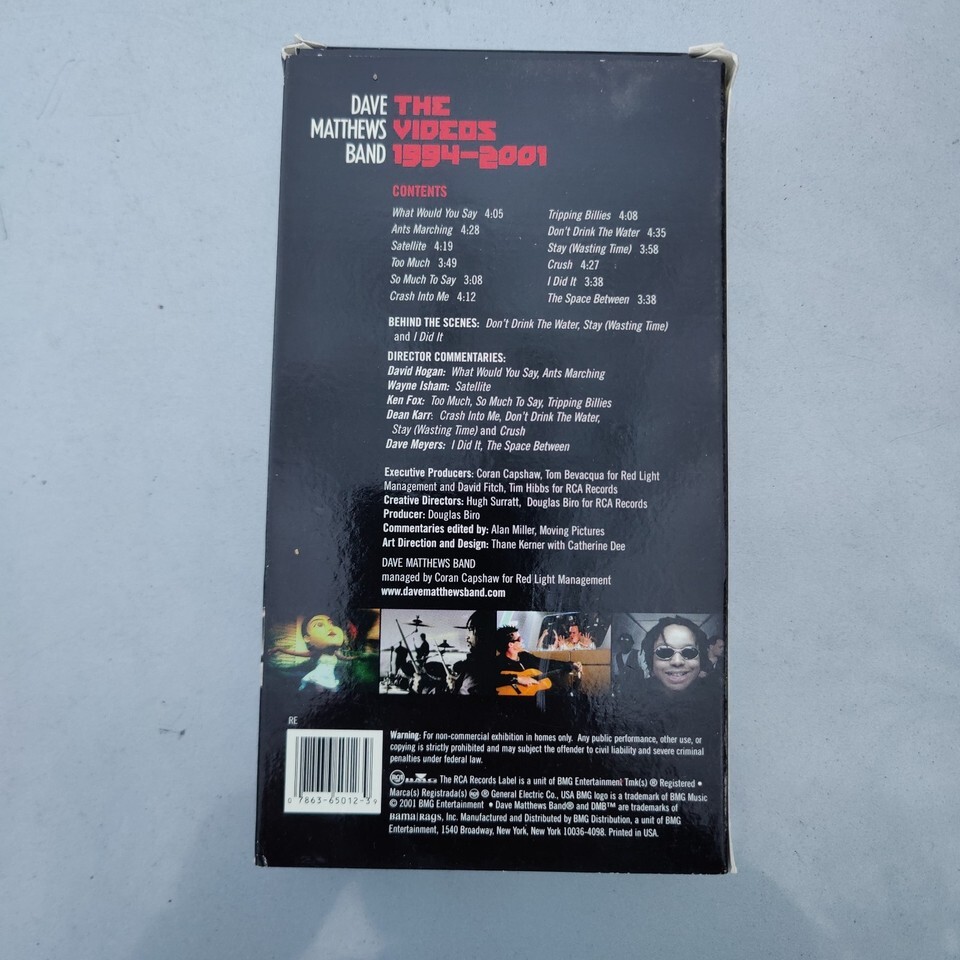 DAVE THE
MATTHEWS VIDEOS
BAND 1994-2001
CONTENTS
What Would You Say 4:05
Ants Marching 4:28
Satellite 4:19
Too Much 3:49
So Much To Say 3:08
Crash Into Me 4:12
Tripping Billies 4:08
Don't Drink The Water 4:35
Stay (Wasting Time) 3:58
Crush 4:27
I Did It 3:38
The Space Between 3:38
BEHIND THE SCENES: Don't Drink The Water, Stay (Wasting Time)
and I Did It
DIRECTOR COMMENTARIES:
David Hogan: What Would You Say, Ants Marching
Wayne Isham: Satellite
Ken Fox: Too Much, So Much To Say, Tripping Billies
Dean Karr: Crash Into Me, Don't Drink The Water,
Stay (Wasting Time) and Crush
Dave Meyers: I Did It, The Space Between
Executive Producers: Coran Capshaw, Tom Bevacqua for Red Light
Management and David Fitch, Tim Hibbs for RCA Records
Creative Directors: Hugh Surratt, Douglas Biro for RCA Records
Producer: Douglas Biro
Commentaries edited by: Alan Miller, Moving Pictures
Art Direction and Design: Thane Kerner with Catherine Dee
DAVE MATTHEWS BAND
managed by Coran Capshaw for Red Light Management
www.davematthewsband.com
RE
0 7863-65012-3 9
Warning: For non-commercial exhibition in homes only. Any public performance, other use, or
copying is strictly prohibited and may subject the offender to civil liability and severe criminal
penalties under federal law.
RCA BMG The RCA Records Label is a unit of BMG Entertainment Tmk(s) ® Registered •
Marca(s) Registrada(s) RCA ® General Electric Co., USA BMG logo is a trademark of BMG Music
© 2001 BMG Entertainment • Dave Matthews Band® and DMB™ are trademarks of
Bama|Rags, Inc. Manufactured and Distributed by BMG Distribution, a unit of BMG
Entertainment, 1540 Broadway, New York, New York 10036-4098. Printed in USA.